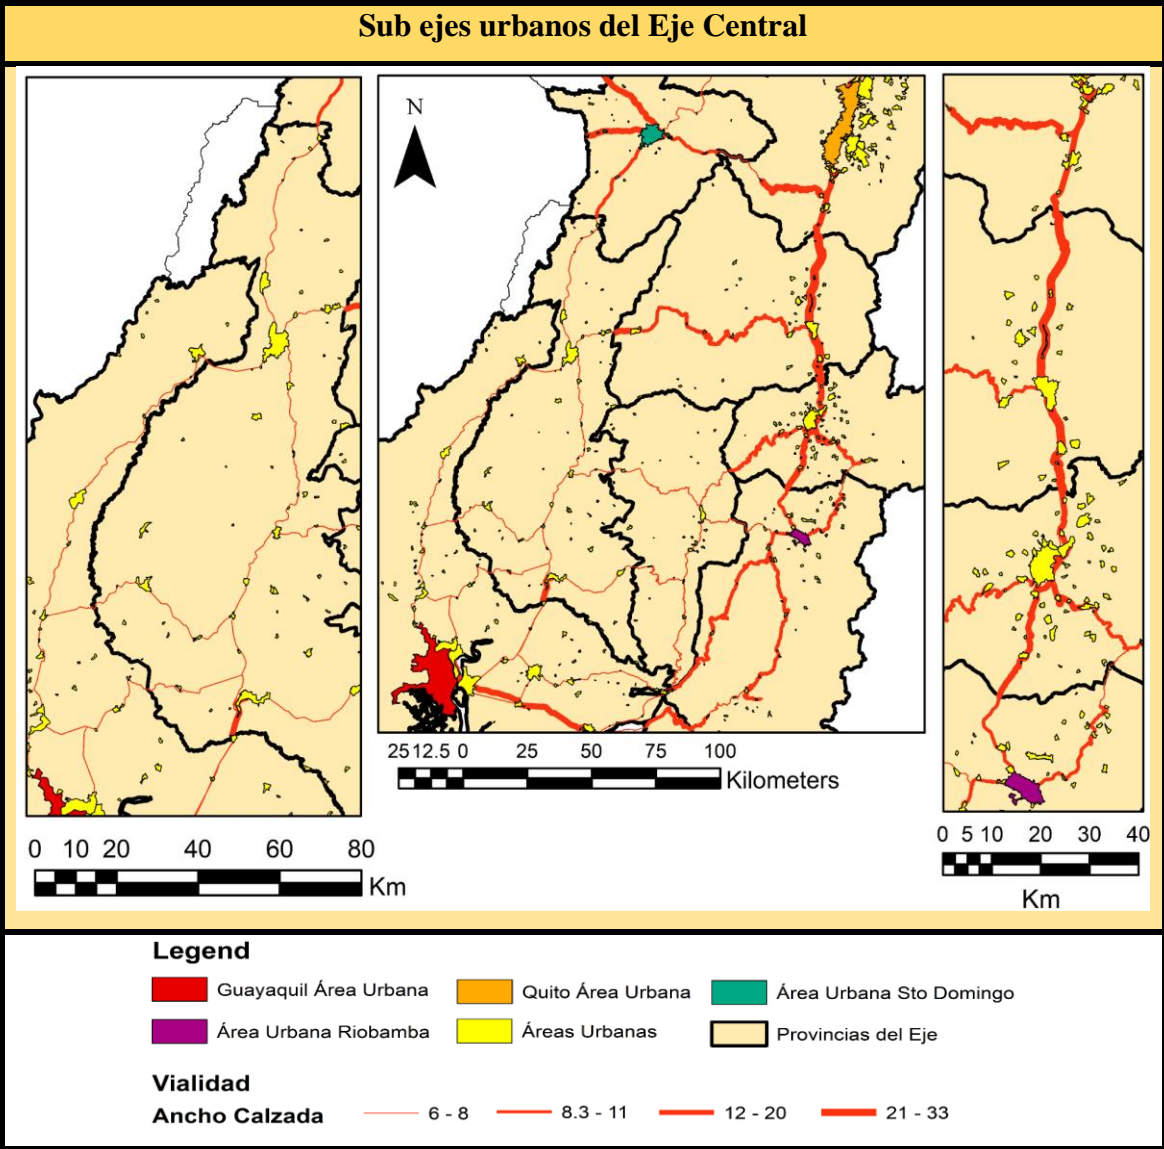 Sub ejes urbanos del Eje Central
N
25 12.5 0 25 50 75 100
Kilometers
0 10 20 40 60 80
Km
0 5 10 20 30 40
Km
Legend
Guayaquil Área Urbana
Quito Área Urbana
Área Urbana Sto Domingo
Área Urbana Riobamba
Áreas Urbanas
Provincias del Eje
Vialidad
Ancho Calzada
6 - 8
8.3 - 11
12 - 20
21 - 33